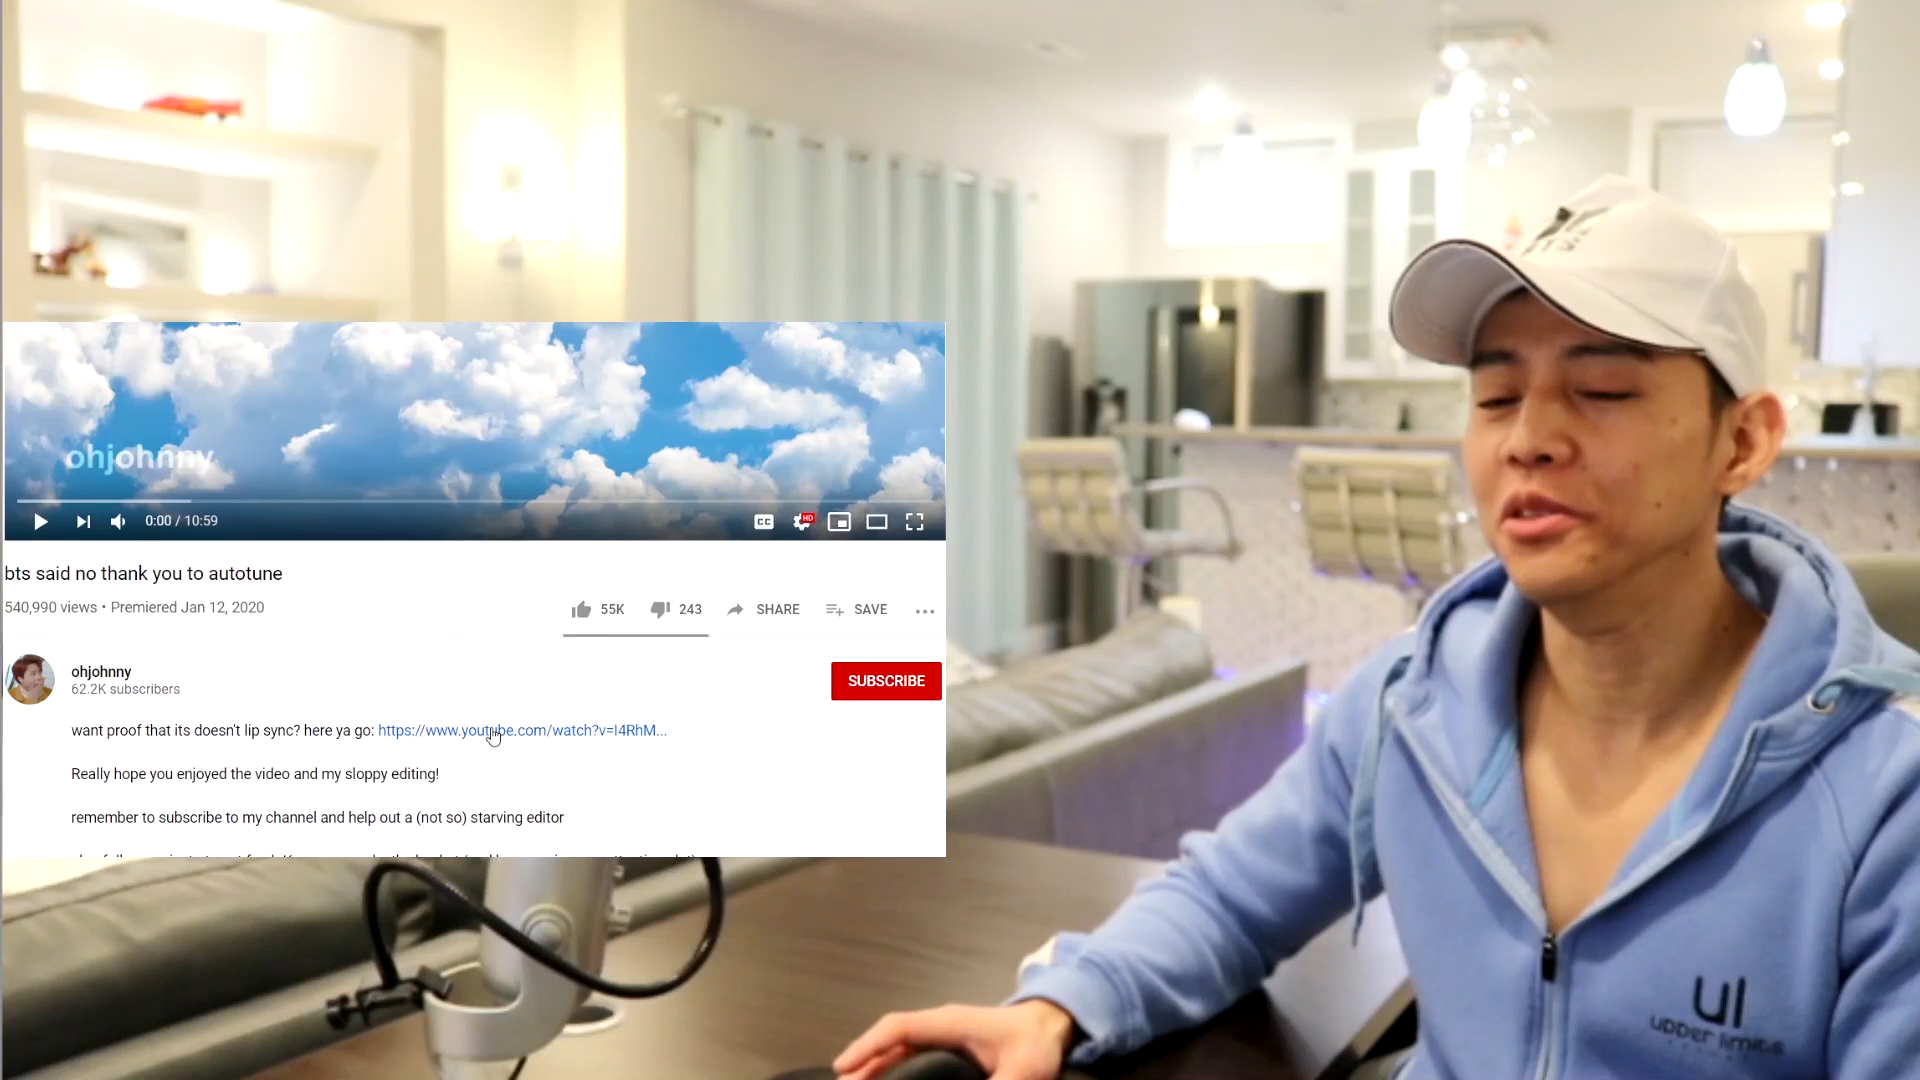 ohjohnny
0:00 / 10:59
CC
HD
bts said no thank you to autotune
540,990 views • Premiered Jan 12, 2020
55K
243
SHARE
SAVE
ohjohnny
62.2K subscribers
SUBSCRIBE
want proof that its doesn't lip sync? here ya go: https://www.youtube.com/watch?v=I4RhM...
Really hope you enjoyed the video and my sloppy editing!
remember to subscribe to my channel and help out a (not so) starving editor
ul
upper limits